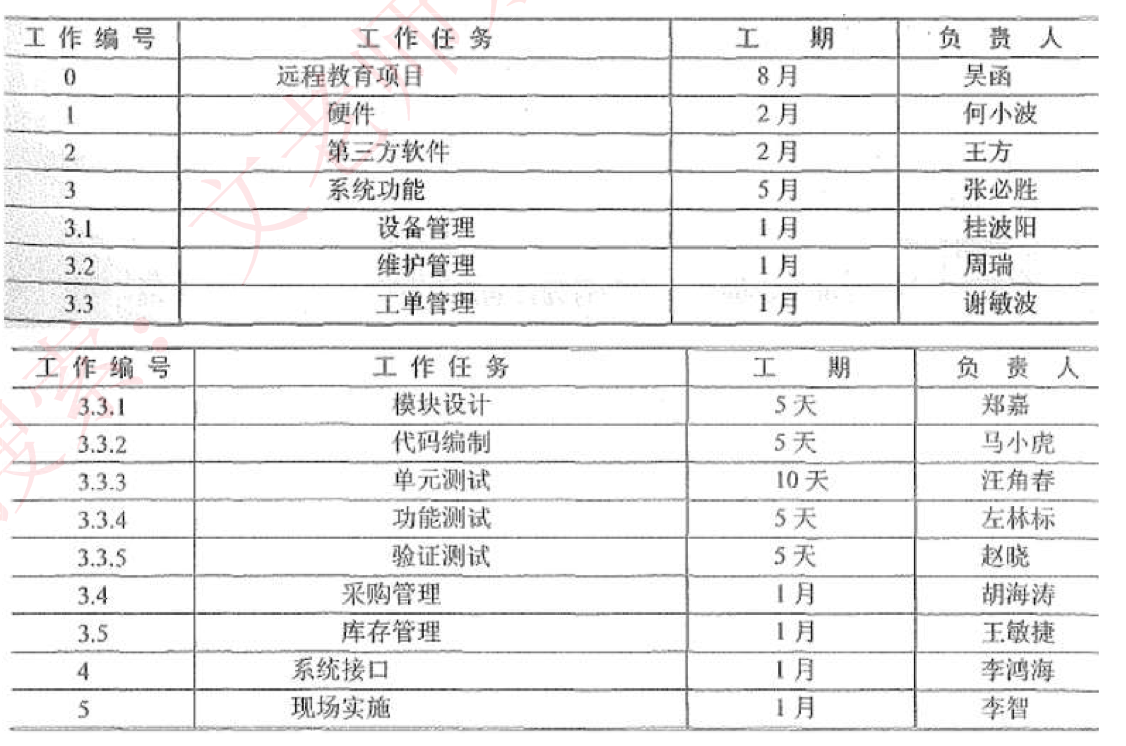 工作编号 工作任务 工期 负责人
0 远程教育项目 8月 吴函
1 硬件 2月 何小波
2 第三方软件 2月 王方
3 系统功能 5月 张必胜
3.1 设备管理 1月 桂波阳
3.2 维护管理 1月 周瑞
3.3 工单管理 1月 谢敏波
工作编号 工作任务 工期 负责人
3.3.1 模块设计 5天 郑嘉
3.3.2 代码编制 5天 马小虎
3.3.3 单元测试 10天 汪角春
3.3.4 功能测试 5天 左林标
3.3.5 验证测试 5天 赵晓
3.4 采购管理 1月 胡海涛
3.5 库存管理 1月 王敏捷
4 系统接口 1月 李鸿海
5 现场实施 1月 李智
文老师
搜索: